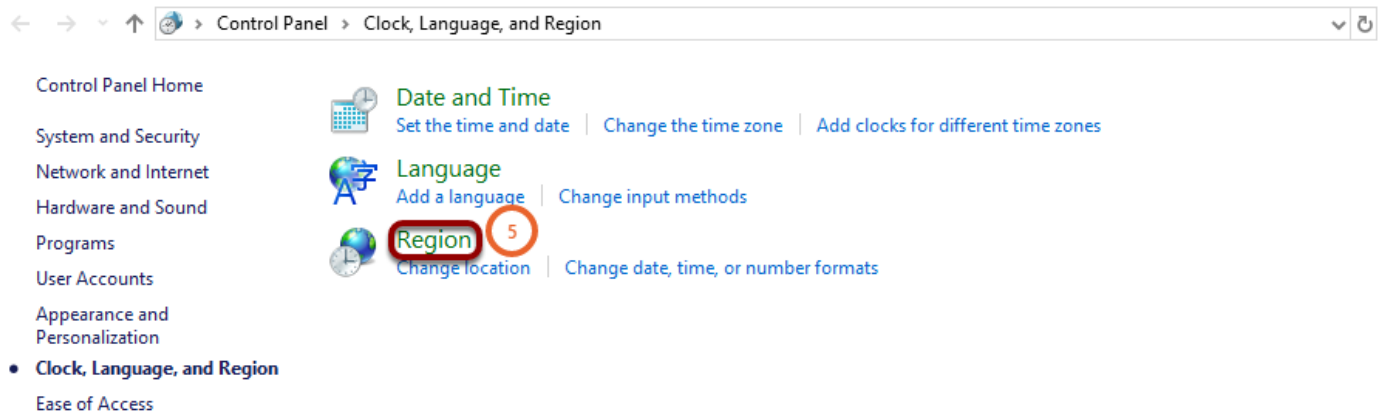 Control Panel › Clock, Language, and Region
Control Panel Home
System and Security
Network and Internet
Hardware and Sound
Programs
User Accounts
Appearance and
Personalization
Clock, Language, and Region
Ease of Access
Date and Time
Set the time and date | Change the time zone | Add clocks for different time zones
Language
Add a language | Change input methods
Region 5
Change location | Change date, time, or number formats